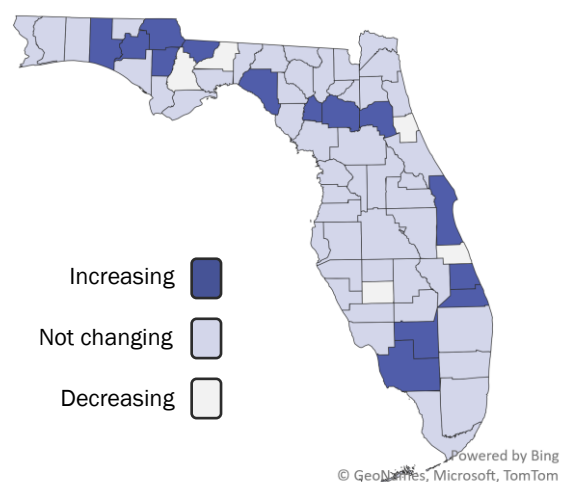 Increasing
Not changing
Decreasing
Powered by Bing
© GeoNames, Microsoft, TomTom